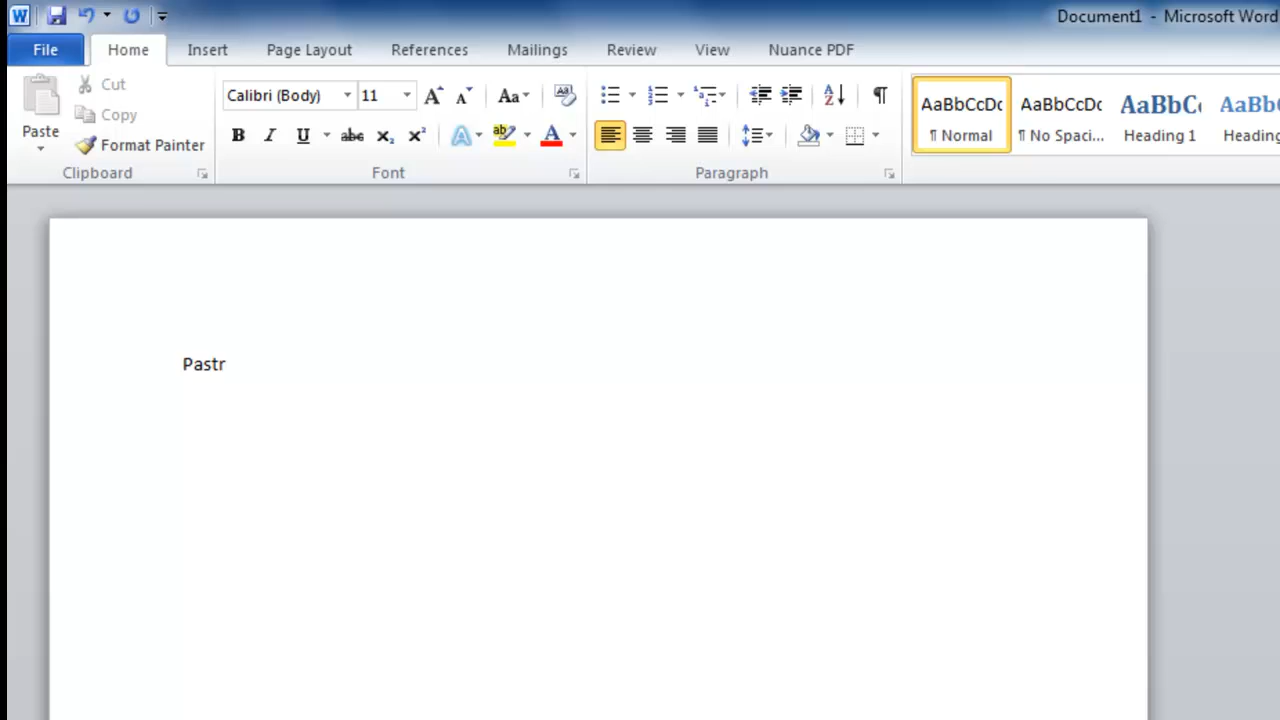 Document1 - Microsoft Word
File Home Insert Page Layout References Mailings Review View Nuance PDF
Paste
Cut
Copy
Format Painter
Clipboard
Calibri (Body) 11
Font
Paragraph
AaBbCcDc AaBbCcDc AaBbC AaBb
¶ Normal ¶ No Spaci... Heading 1 Heading
Pastr